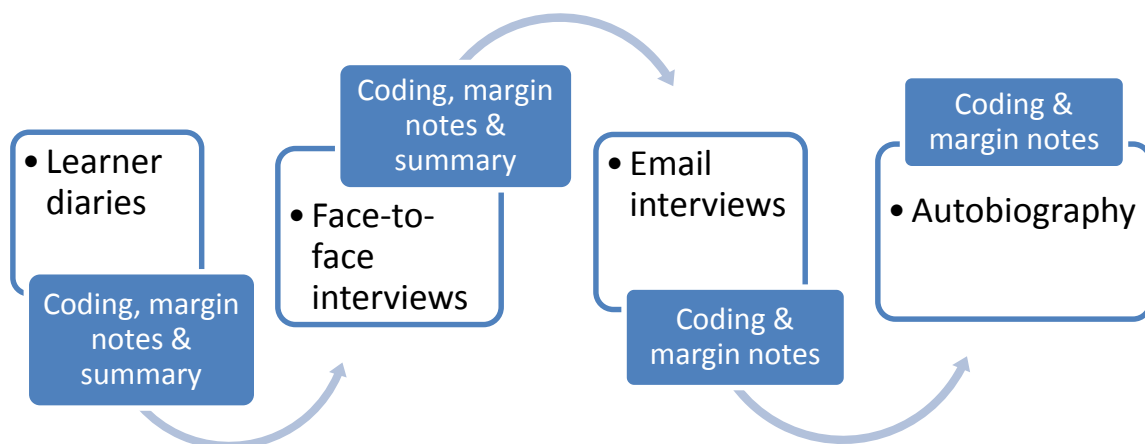 • Learner
diaries
Coding, margin
notes &
summary
Coding, margin
notes &
summary
• Face-to-
face
interviews
• Email
interviews
Coding &
margin notes
Coding &
margin notes
• Autobiography